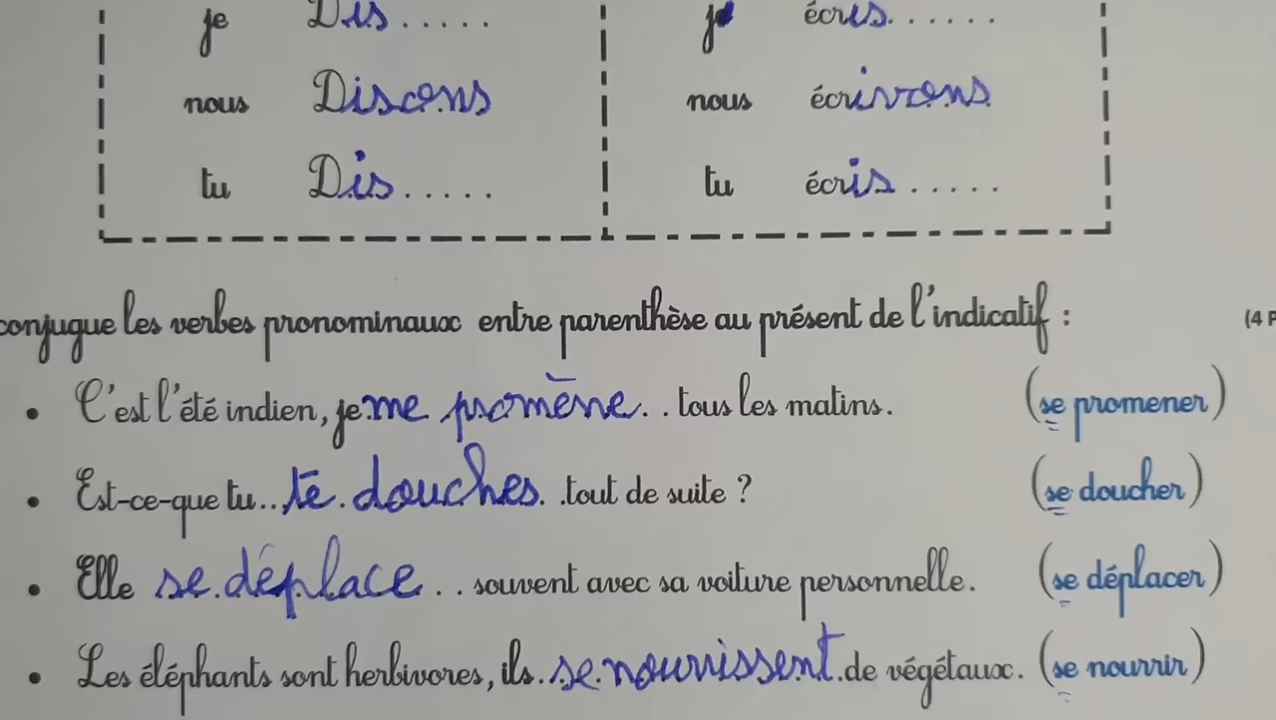 je Dis..... je écris......
nous Discons nous écrivons
tu Dis..... tu écris.....
conjugue les verbes pronominaux entre parenthèse au présent de l'indicatif : (4 P
• C'est l'été indien, je me promène.. tous les matins. (se promener)
• Est-ce-que tu.. te.douches. .tout de suite ? (se doucher)
• Elle se.déplace.. souvent avec sa voiture personnelle. (se déplacer)
• Les éléphants sont herbivores, ils.se.nourrissent.de végétaux. (se nourrir)